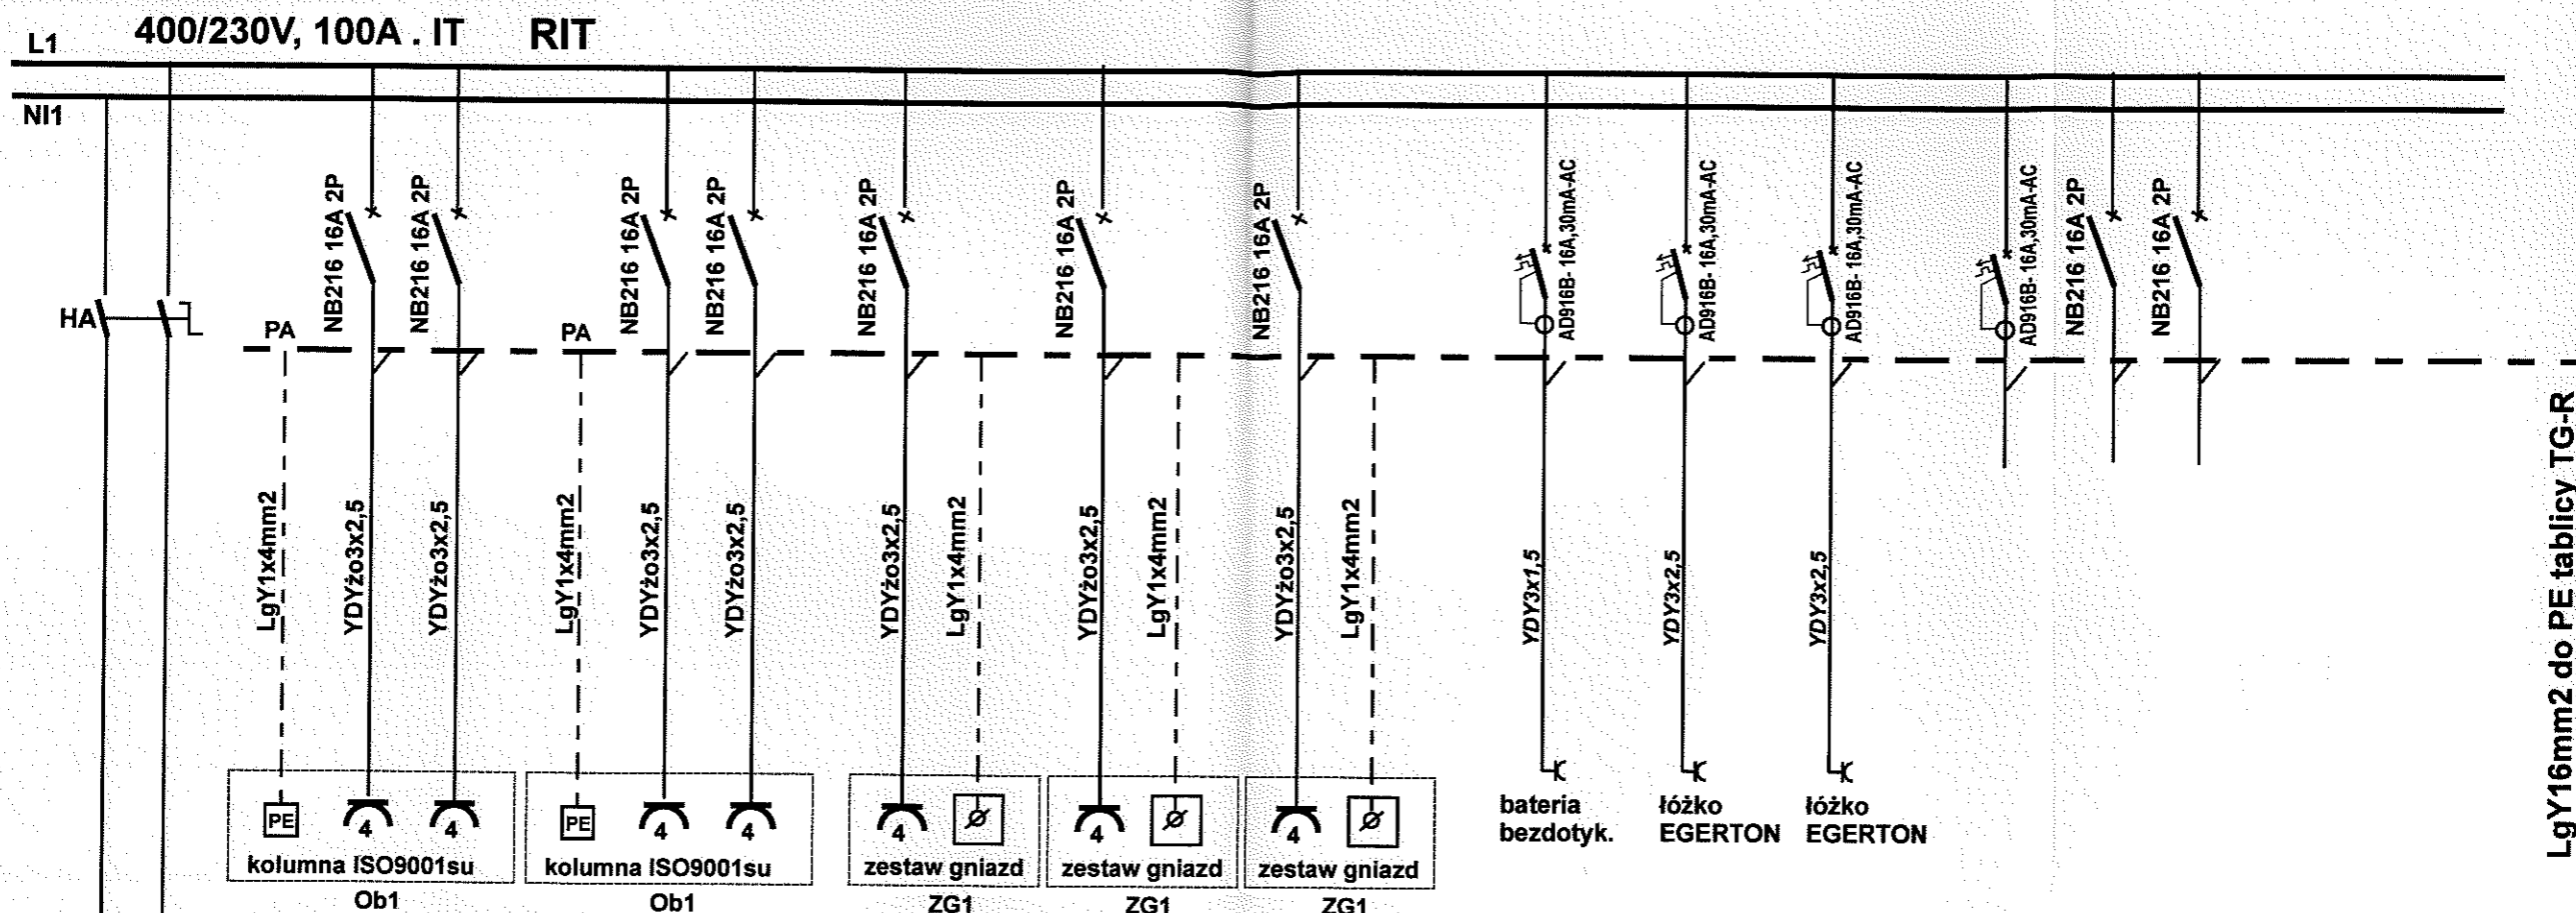 400/230V, 100A . IT RIT
L1
NI1
HA
PA
NB216 16A 2P
NB216 16A 2P
PA
NB216 16A 2P
NB216 16A 2P
NB216 16A 2P
NB216 16A 2P
NB216 16A 2P
AD916B- 16A,30mA-AC
AD916B- 16A,30mA-AC
AD916B- 16A,30mA-AC
AD916B- 16A,30mA-AC
NB216 16A 2P
NB216 16A 2P
LgY1x4mm2
YDYżo3x2,5
YDYżo3x2,5
LgY1x4mm2
YDYżo3x2,5
YDYżo3x2,5
YDYżo3x2,5
LgY1x4mm2
YDYżo3x2,5
LgY1x4mm2
YDYżo3x2,5
LgY1x4mm2
YDY3x1,5
YDY3x2,5
YDY3x2,5
LgY16mm2 do PE tablicy TG-R
PE
4
4
kolumna ISO9001su
Ob1
PE
4
4
kolumna ISO9001su
Ob1
4
zestaw gniazd
ZG1
4
zestaw gniazd
ZG1
4
zestaw gniazd
ZG1
bateria
bezdotyk.
łóżko
EGERTON
łóżko
EGERTON